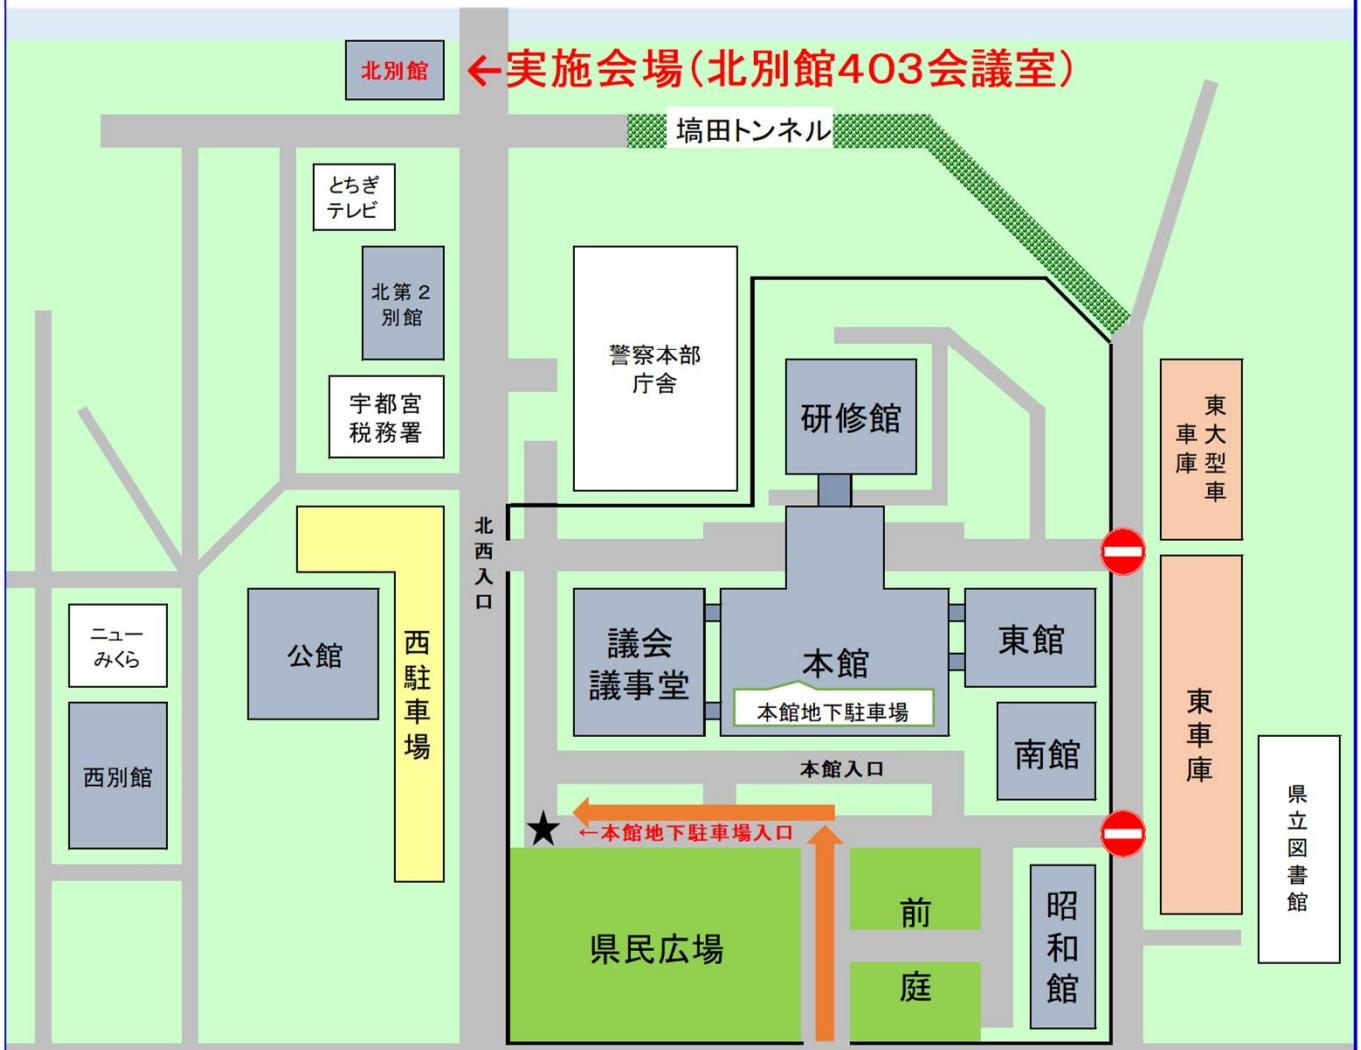 北別館
←実施会場(北別館403会議室)
塙田トンネル
とちぎ
テレビ
北第2
別館
警察本部
庁舎
宇都宮
税務署
研修館
東大型車
車庫
北西入口
ニュー
みくら
公館
西駐車場
議会
議事堂
本館
本館地下駐車場
東館
南館
東車庫
西別館
本館入口
★
←本館地下駐車場入口
県立図書館
県民広場
前
庭
昭和館